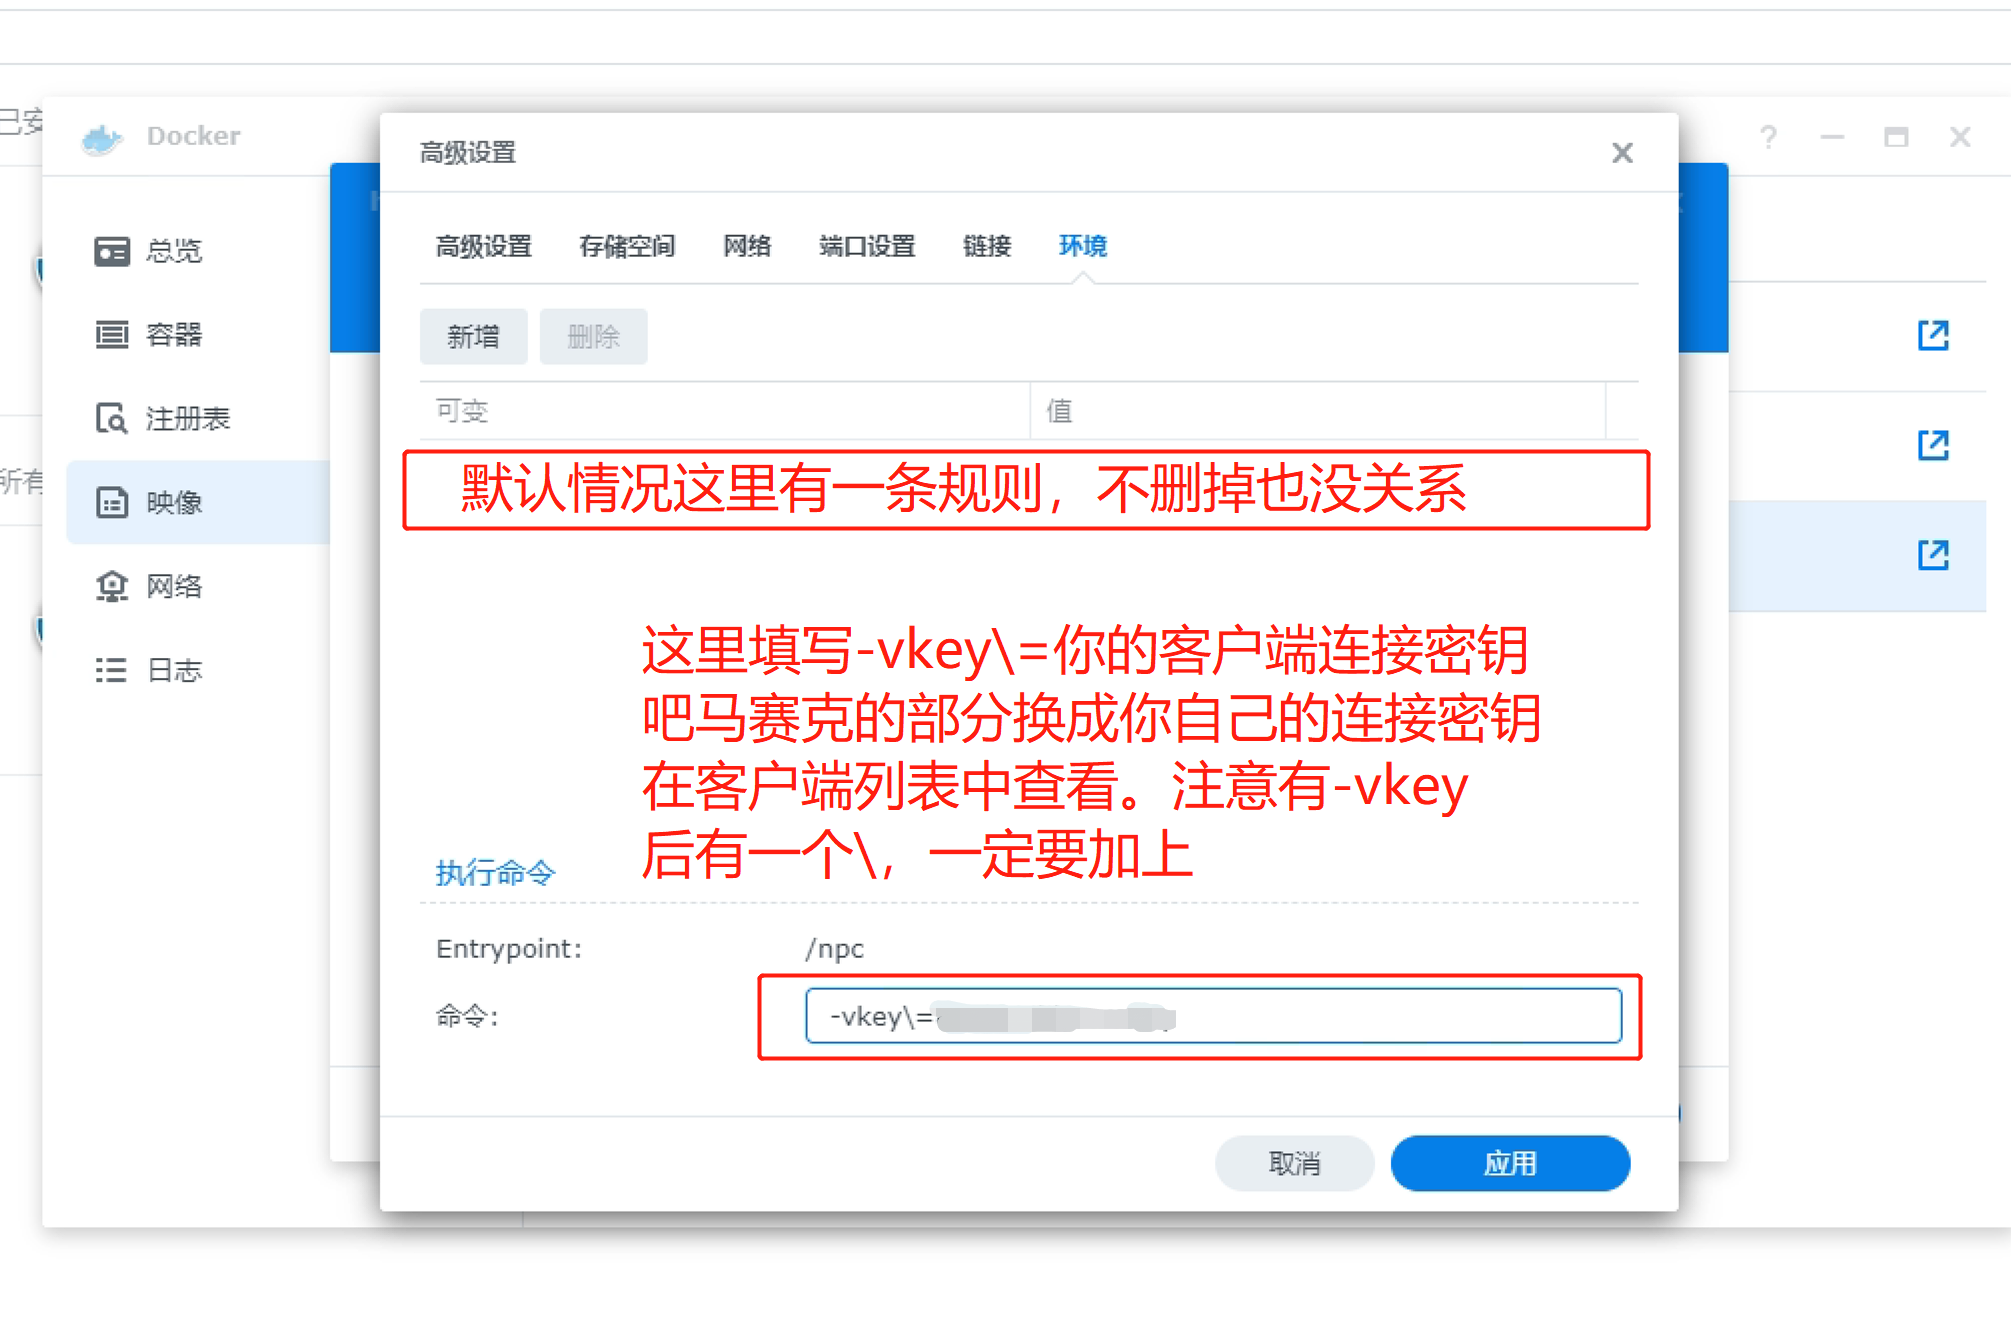 已安
Docker
高级设置
总览
容器
注册表
所有
映像
网络
日志
高级设置 存储空间 网络 端口设置 链接 环境
新增 删除
可变 值
默认情况这里有一条规则，不删掉也没关系
这里填写-vkey\=你的客户端连接密钥
吧马赛克的部分换成你自己的连接密钥
在客户端列表中查看。注意有-vkey
后有一个\，一定要加上
执行命令
Entrypoint: /npc
命令: -vkey\=
取消 应用